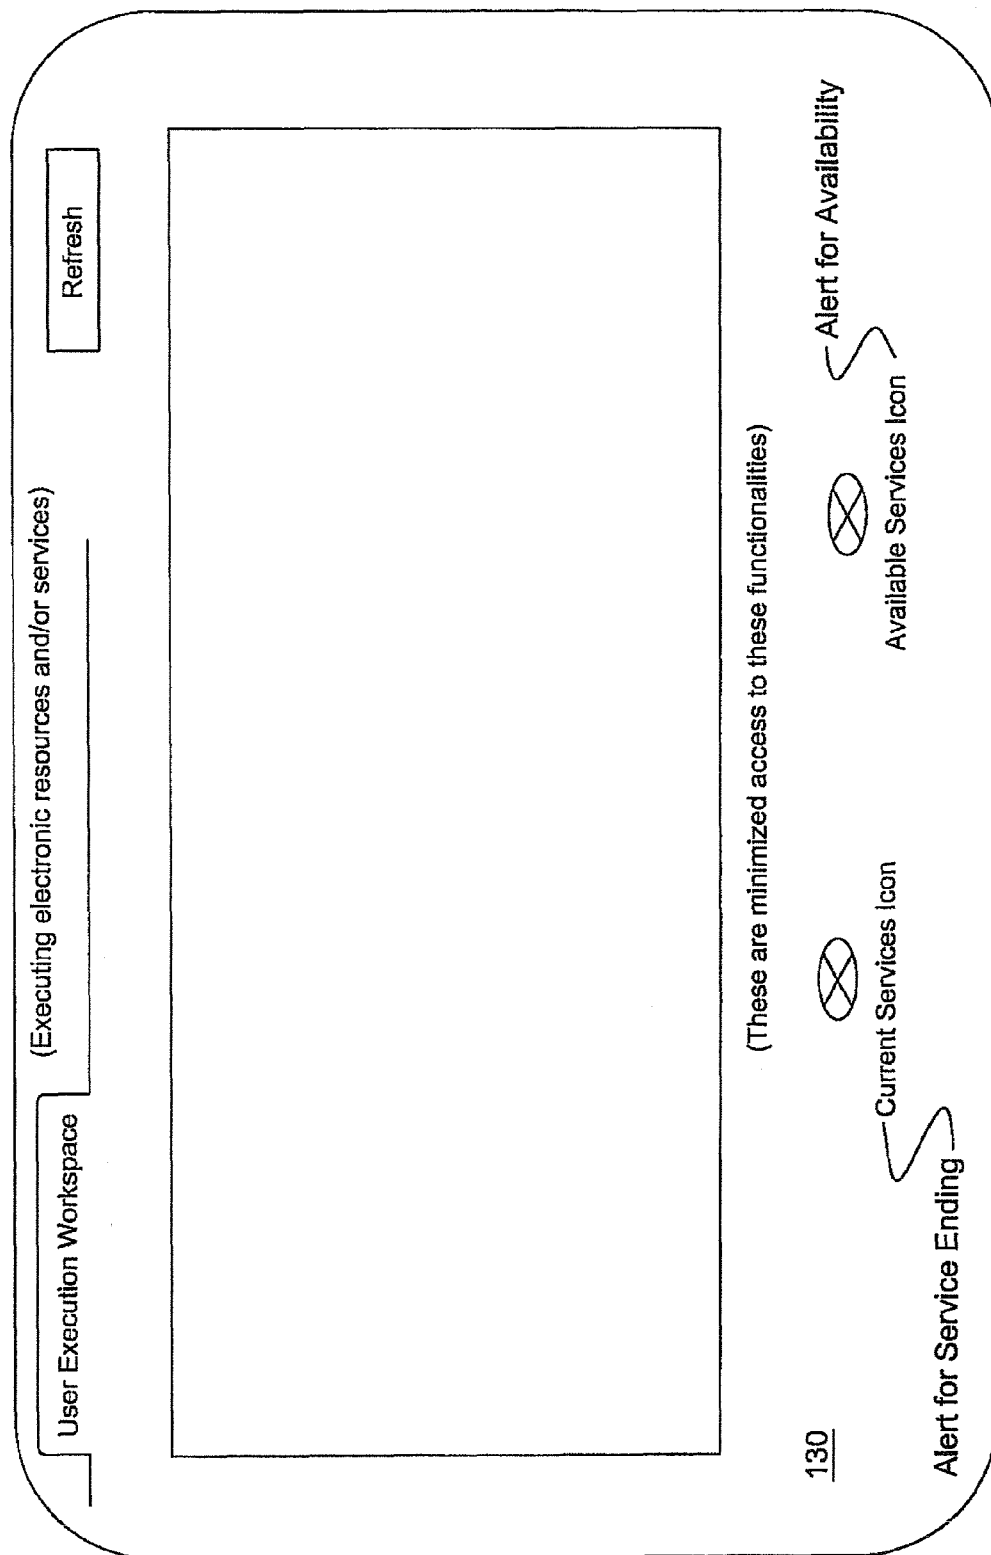 User Execution Workspace
(Executing electronic resources and/or services)
Refresh
(These are minimized access to these functionalities)
130
Alert for Availability
Current Services Icon
Available Services Icon
Alert for Service Ending